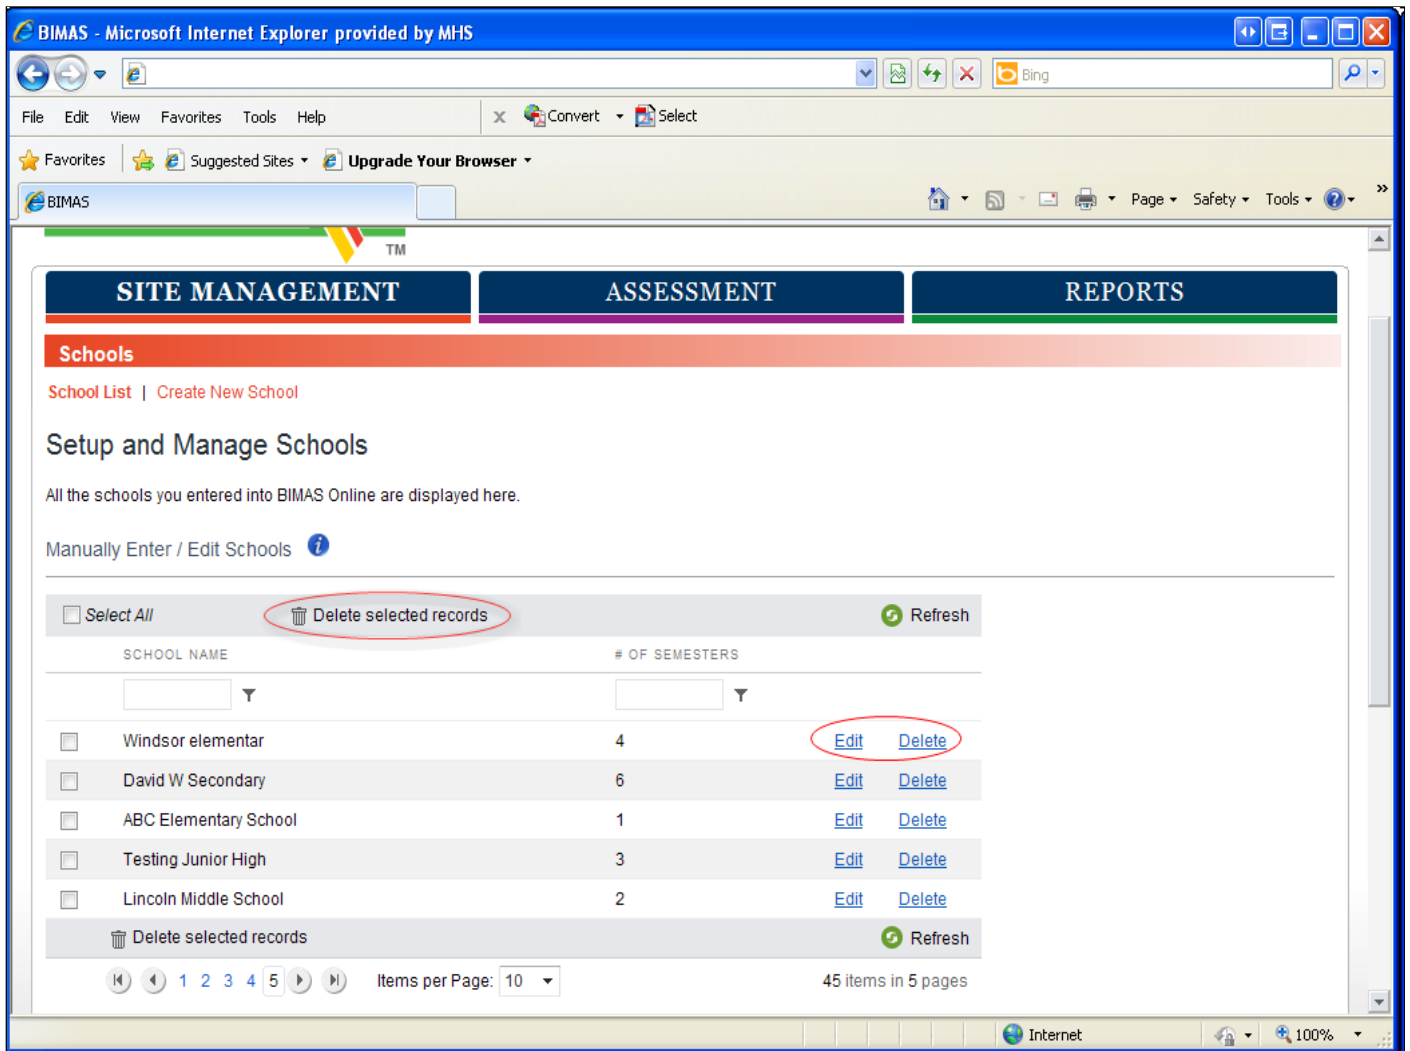 BIMAS - Microsoft Internet Explorer provided by MHS
Bing
File Edit View Favorites Tools Help x Convert Select
Favorites Suggested Sites Upgrade Your Browser
BIMAS Page Safety Tools »
TM
SITE MANAGEMENT ASSESSMENT REPORTS
Schools
School List | Create New School
Setup and Manage Schools
All the schools you entered into BIMAS Online are displayed here.
Manually Enter / Edit Schools i
Select All Delete selected records Refresh
SCHOOL NAME # OF SEMESTERS
Windsor elementar 4 Edit Delete
David W Secondary 6 Edit Delete
ABC Elementary School 1 Edit Delete
Testing Junior High 3 Edit Delete
Lincoln Middle School 2 Edit Delete
Delete selected records Refresh
1 2 3 4 5 Items per Page: 10 45 items in 5 pages
Internet 100%